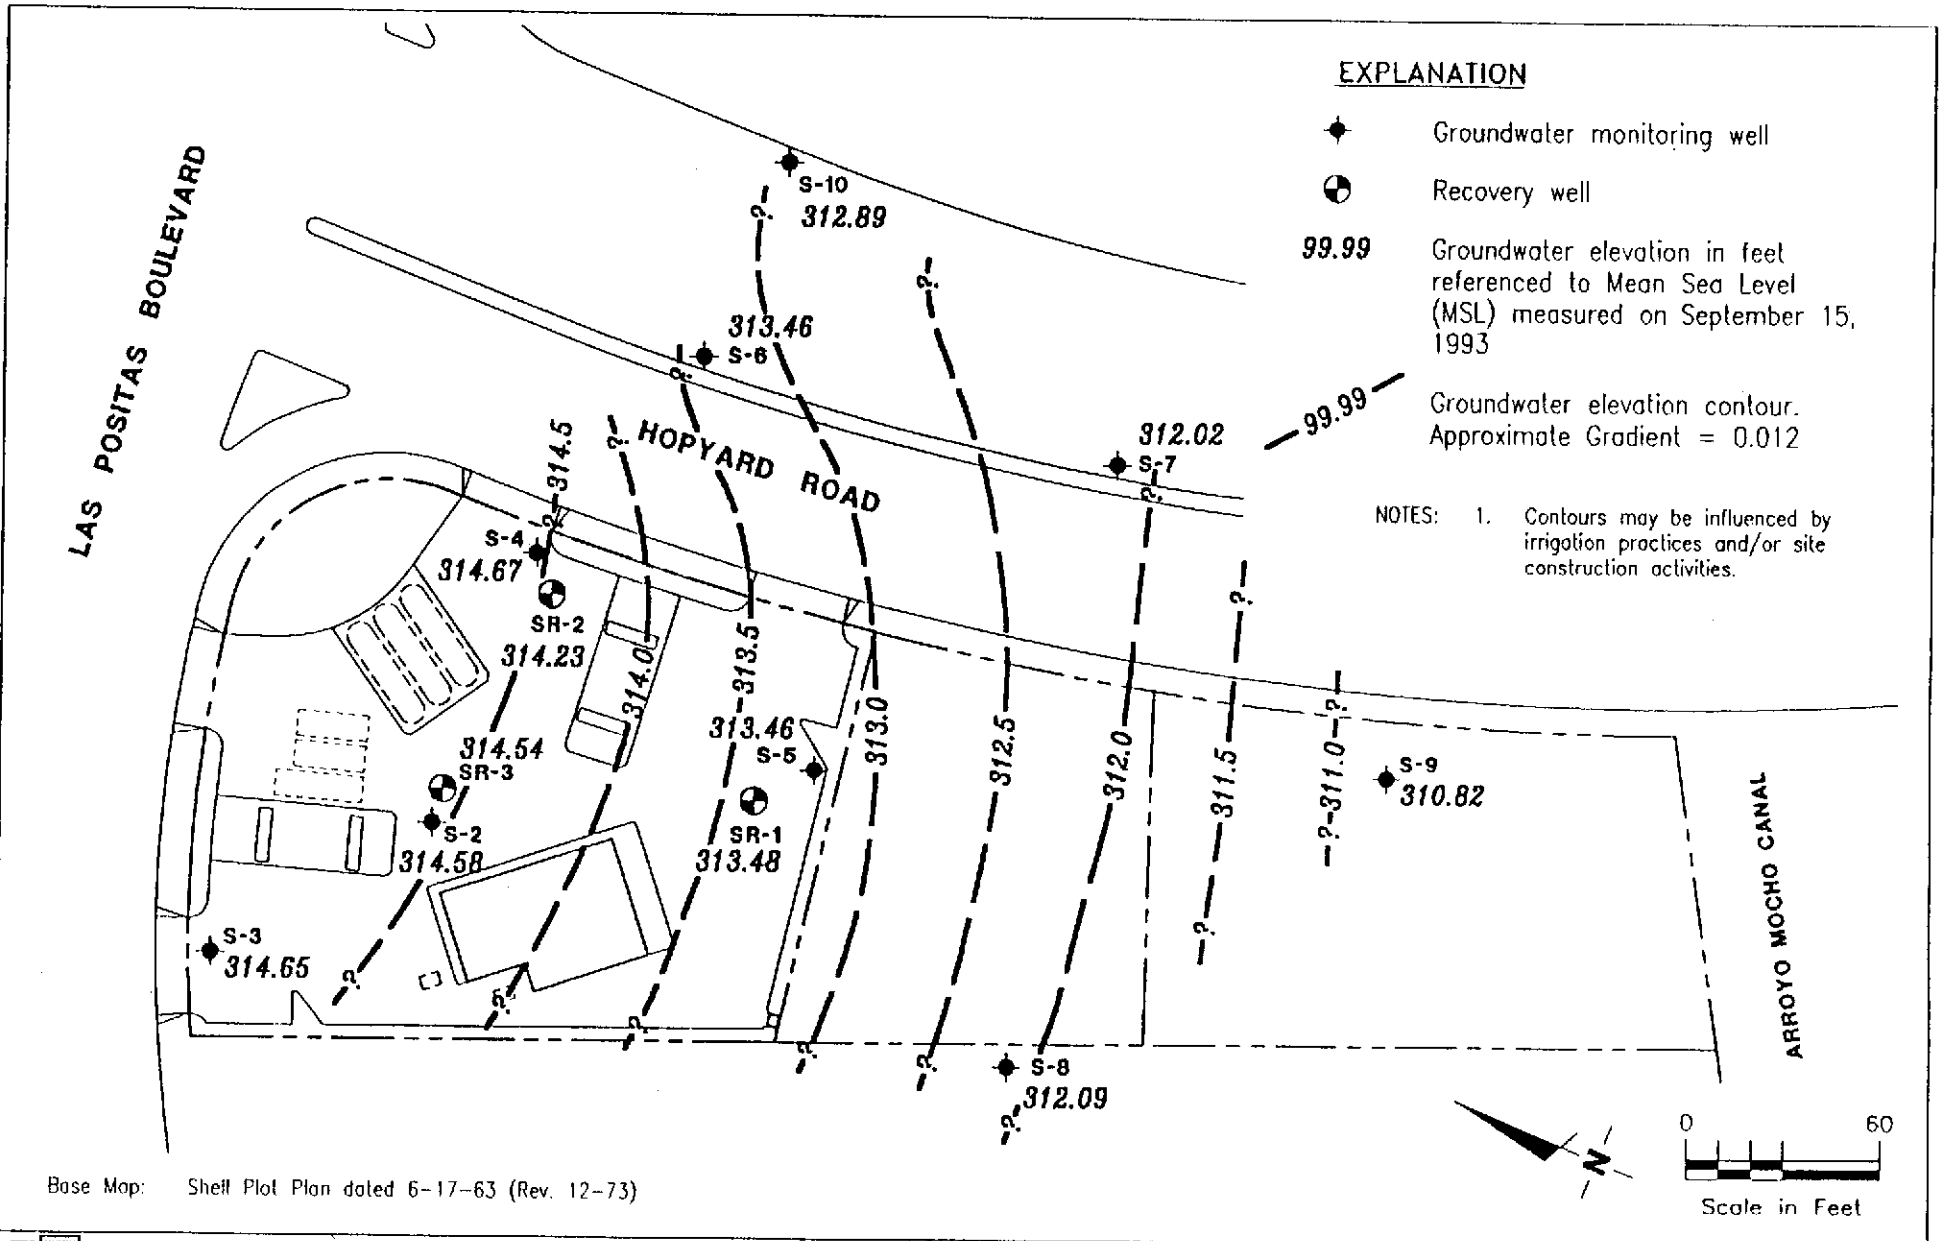 EXPLANATION
Groundwater monitoring well
Recovery well
99.99
Groundwater elevation in feet
referenced to Mean Sea Level
(MSL) measured on September 15,
1993
99.99
Groundwater elevation contour.
Approximate Gradient = 0.012
NOTES: 1. Contours may be influenced by
irrigation practices and/or site
construction activities.
LAS POSITAS BOULEVARD
HOPYARD ROAD
ARROYO MOCHO CANAL
S-10
312.89
?
?
313.46
S-6
?
?
312.02
S-7
?
314.5
?
S-4
314.67
SR-2
314.23
314.0
313.5
313.0
312.5
312.0
311.5
?
311.0
?
?
S-9
310.82
313.46
S-5
SR-1
313.48
314.54
SR-3
S-2
314.58
S-3
314.65
?
?
?
?
?
?
?
S-8
312.09
?
N
0 60
Scale in Feet
Base Map: Shell Plot Plan dated 6-17-63 (Rev. 12-73)